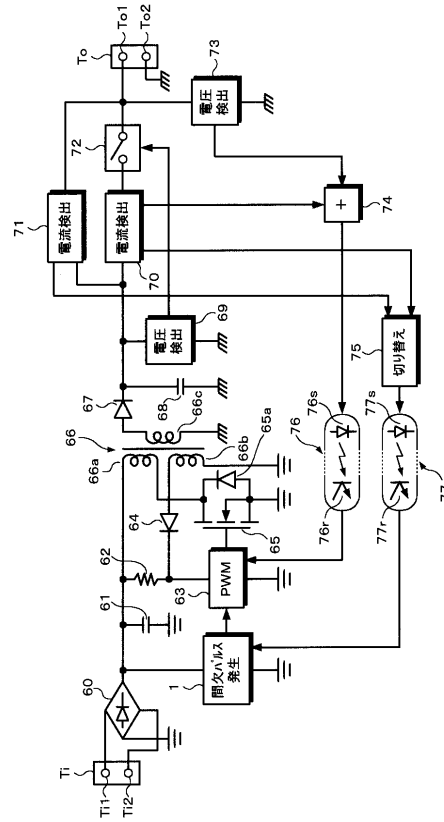 Ti
Ti1
Ti2
60
1
間欠パルス
発生
61
62
63
PWM
64
65
65a
66
66a
66b
66c
67
68
69
電圧
検出
70
電流検出
71
電流検出
72
73
電圧
検出
To
To1
To2
74
+
75
切り替え
76
76s
76r
77s
77r
77